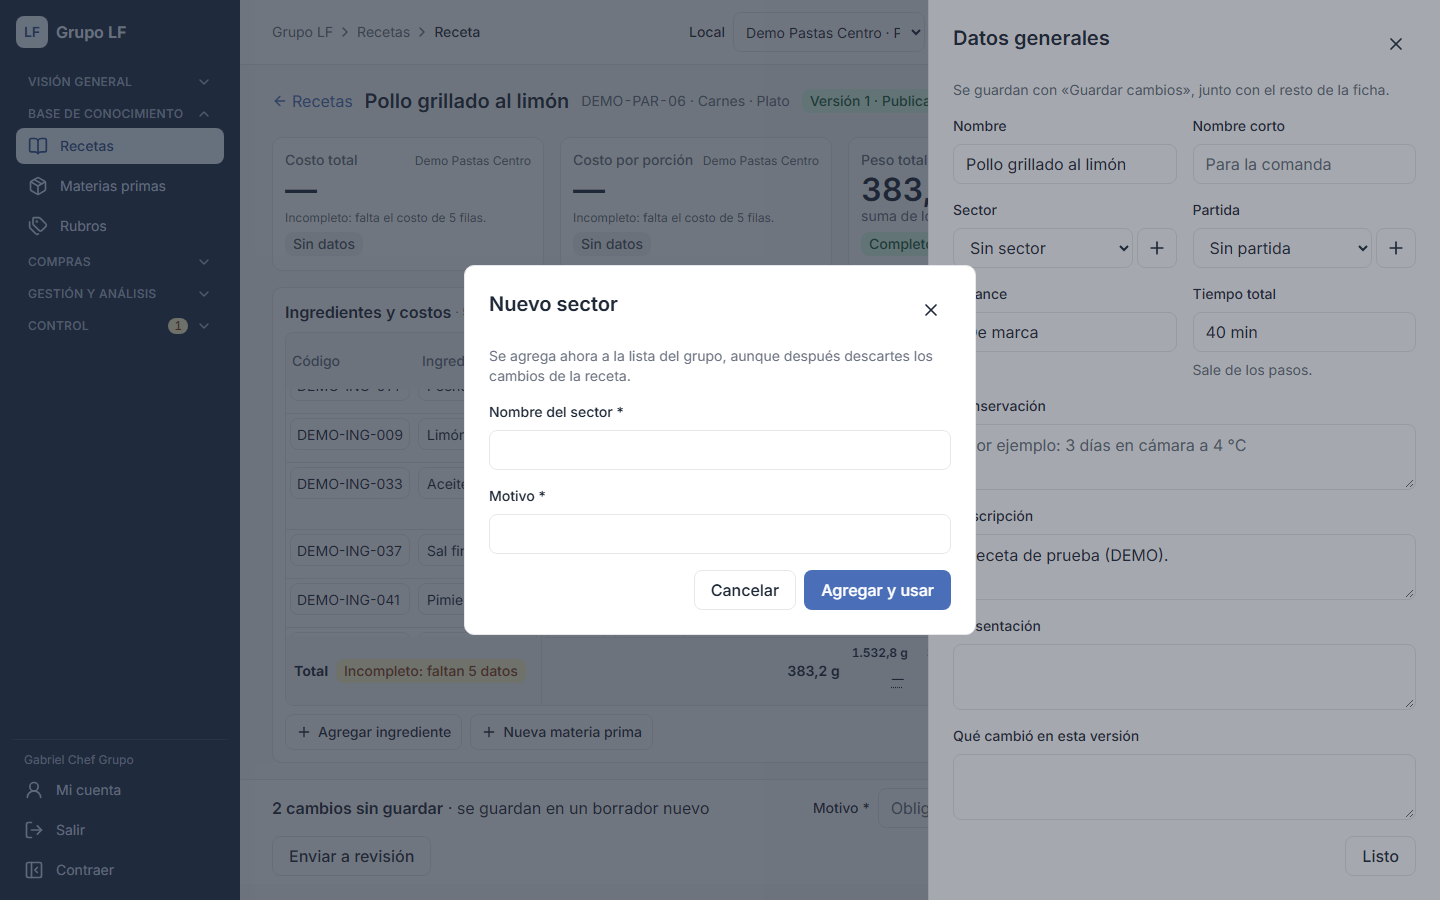 LF Grupo LF
VISIÓN GENERAL
BASE DE CONOCIMIENTO
Recetas
Materias primas
Rubros
COMPRAS
GESTIÓN Y ANÁLISIS
CONTROL 1
Gabriel Chef Grupo
Mi cuenta
Salir
Contraer
Grupo LF > Recetas > Receta
Local Demo Pastas Centro · F
← Recetas Pollo grillado al limón DEMO-PAR-06 · Carnes · Plato Versión 1 · Publica
Costo total Demo Pastas Centro
—
Incompleto: falta el costo de 5 filas.
Sin datos
Costo por porción Demo Pastas Centro
—
Incompleto: falta el costo de 5 filas.
Sin datos
Peso total
383,
suma de lo
Completo
Ingredientes y costos ·
Código Ingred
DEMO-ING-009 Limón
DEMO-ING-033 Aceite
DEMO-ING-037 Sal fin
DEMO-ING-041 Pimie
Total Incompleto: faltan 5 datos 383,2 g 1.532,8 g
—
+ Agregar ingrediente + Nueva materia prima
2 cambios sin guardar · se guardan en un borrador nuevo Motivo * Oblig
Enviar a revisión
Nuevo sector
Se agrega ahora a la lista del grupo, aunque después descartes los
cambios de la receta.
Nombre del sector *
Motivo *
Cancelar Agregar y usar
Datos generales
Se guardan con «Guardar cambios», junto con el resto de la ficha.
Nombre Nombre corto
Pollo grillado al limón Para la comanda
Sector Partida
Sin sector + Sin partida +
ance Tiempo total
e marca 40 min
Sale de los pasos.
nservación
or ejemplo: 3 días en cámara a 4 °C
scripción
eceta de prueba (DEMO).
sentación
Qué cambió en esta versión
Listo